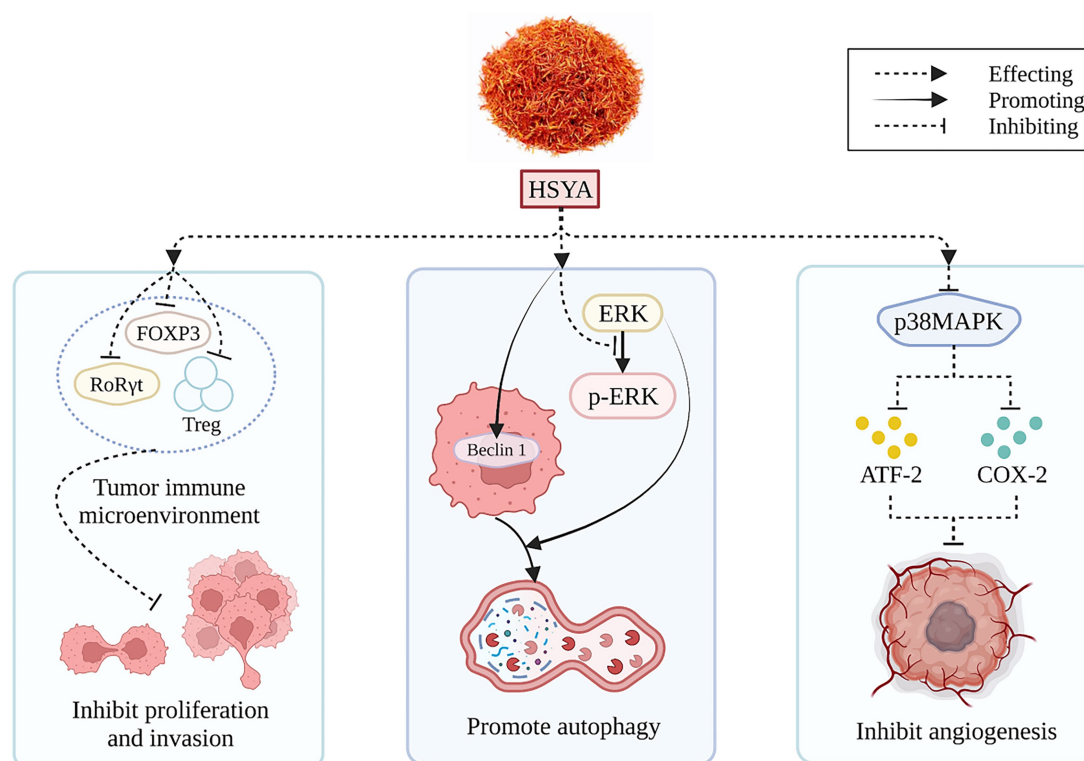 Effecting
Promoting
Inhibiting
HSYA
FOXP3
RoRγt
Treg
Tumor immune
microenvironment
Inhibit proliferation
and invasion
ERK
p-ERK
Beclin 1
Promote autophagy
p38MAPK
ATF-2
COX-2
Inhibit angiogenesis